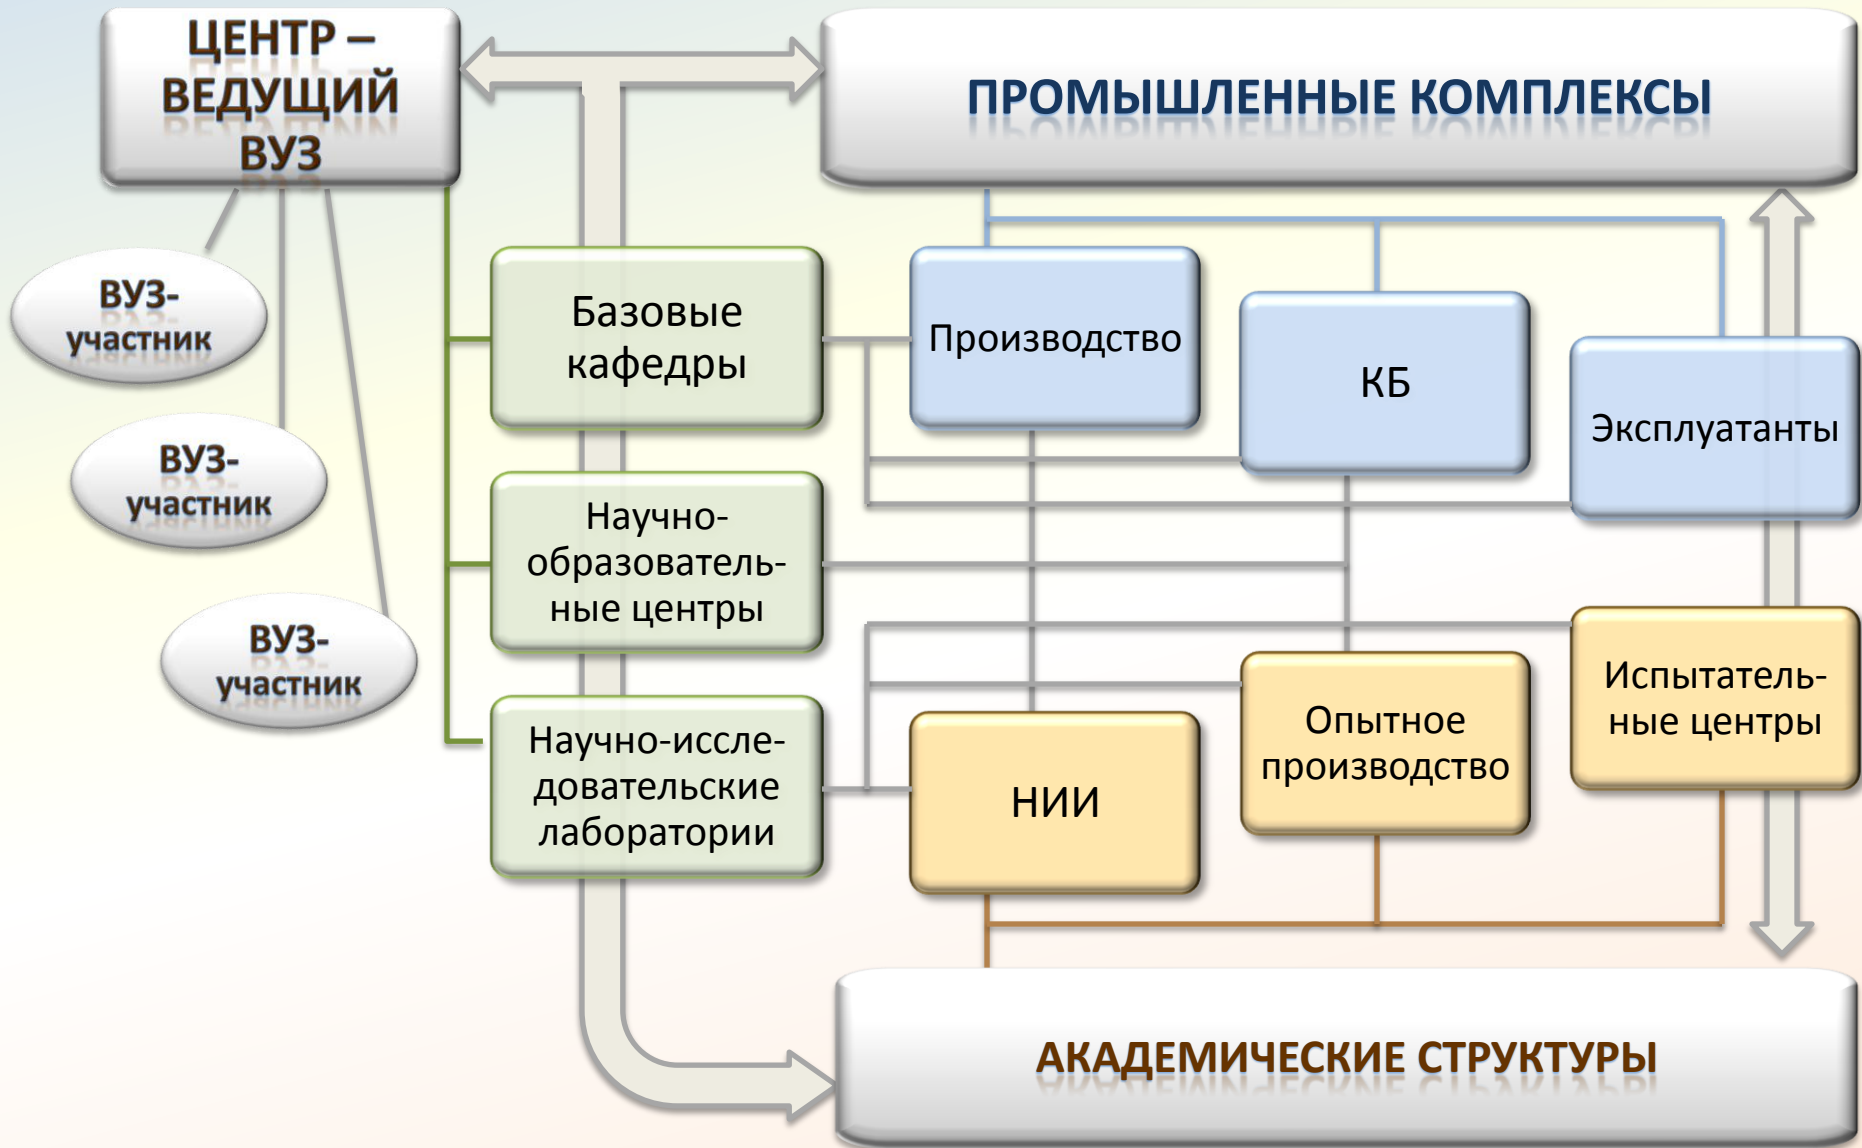 ЦЕНТР –
ВЕДУЩИЙ
ВУЗ
ПРОМЫШЛЕННЫЕ КОМПЛЕКСЫ
ВУЗ-
участник
ВУЗ-
участник
ВУЗ-
участник
Базовые
кафедры
Научно-
образователь-
ные центры
Научно-иссле-
довательские
лаборатории
Производство
КБ
Эксплуатанты
НИИ
Опытное
производство
Испытатель-
ные центры
АКАДЕМИЧЕСКИЕ СТРУКТУРЫ